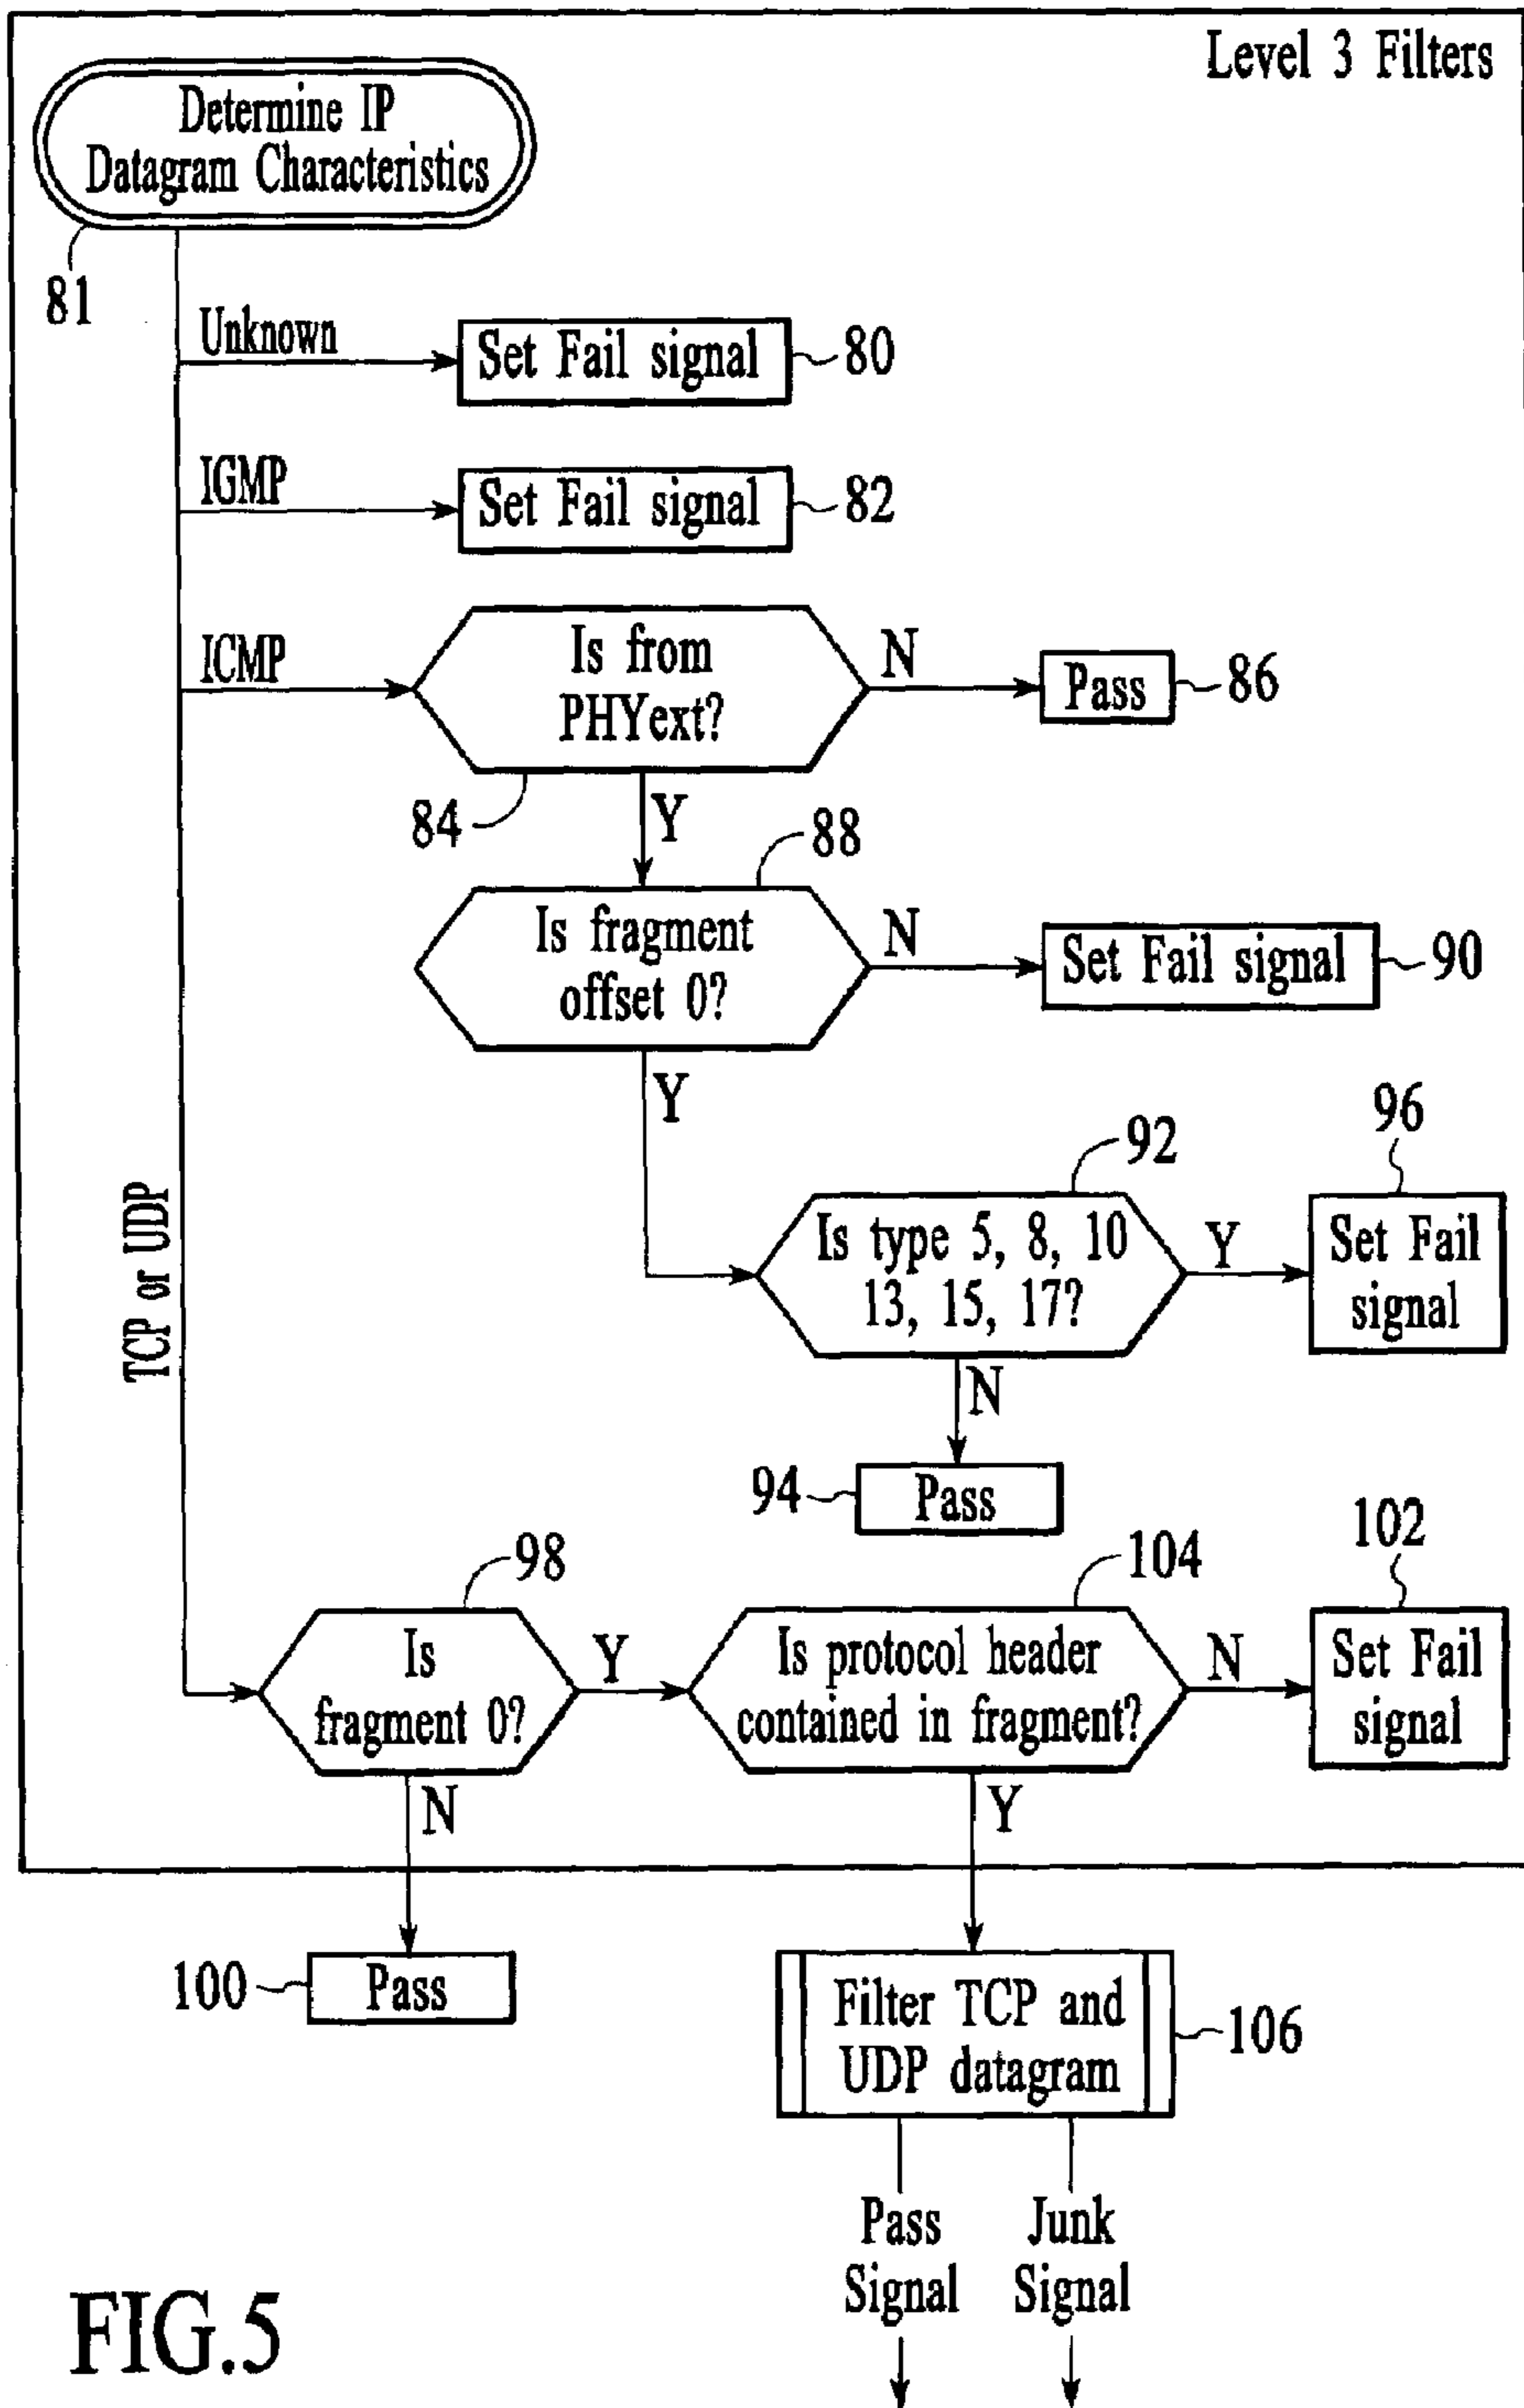 Level 3 Filters
Determine IP
Datagram Characteristics
81
Unknown
Set Fail signal
80
IGMP
Set Fail signal
82
ICMP
Is from
PHYext?
N
Pass
86
84
Y
88
Is fragment
offset 0?
N
Set Fail signal
90
Y
92
96
Is type 5, 8, 10
13, 15, 17?
Y
Set Fail
signal
N
94
Pass
TCP or UDP
98
104
102
Is
fragment 0?
Y
Is protocol header
contained in fragment?
N
Set Fail
signal
N
Y
100
Pass
Filter TCP and
UDP datagram
106
Pass
Signal
Junk
Signal
FIG.5